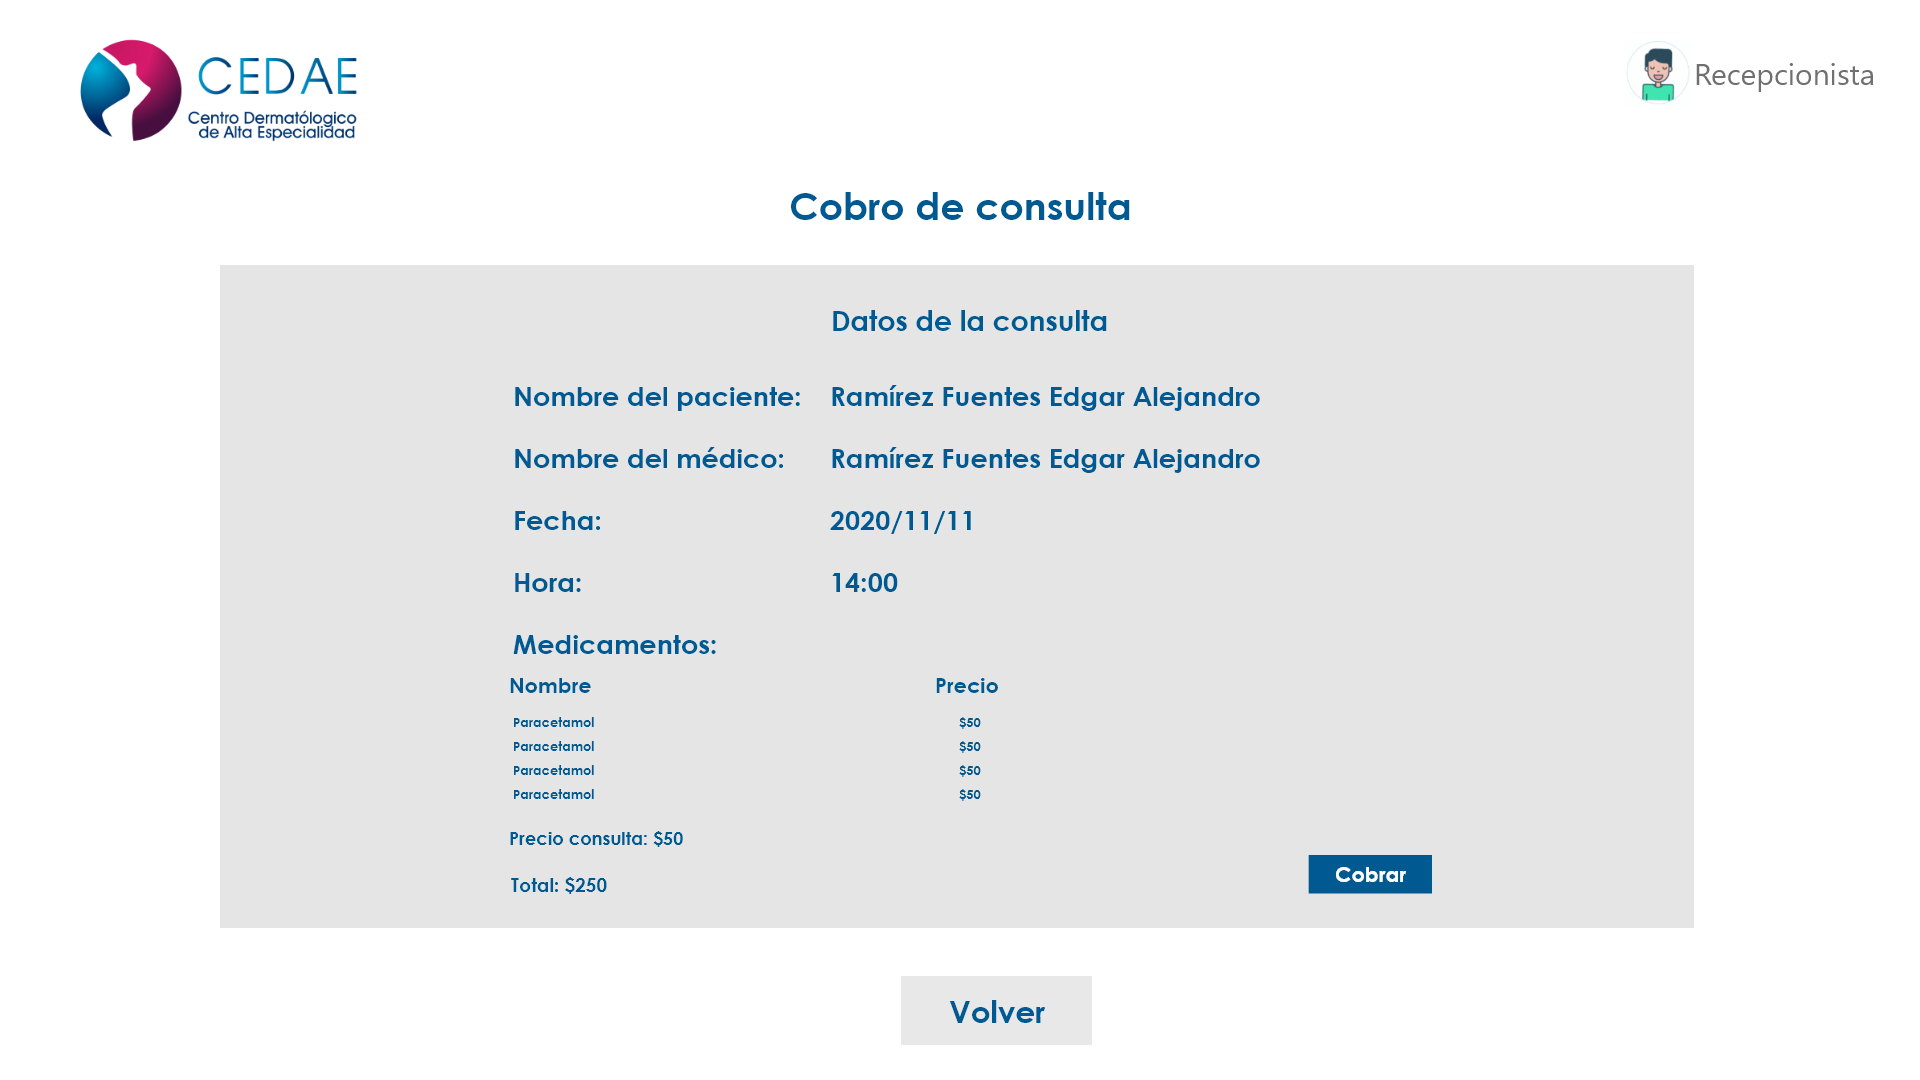 CEDAE
Centro Dermatólogico
de Alta Especialidad
Recepcionista
Cobro de consulta
Datos de la consulta
Nombre del paciente: Ramírez Fuentes Edgar Alejandro
Nombre del médico: Ramírez Fuentes Edgar Alejandro
Fecha: 2020/11/11
Hora: 14:00
Medicamentos:
Nombre Precio
Paracetamol $50
Paracetamol $50
Paracetamol $50
Paracetamol $50
Precio consulta: $50
Total: $250
Cobrar
Volver